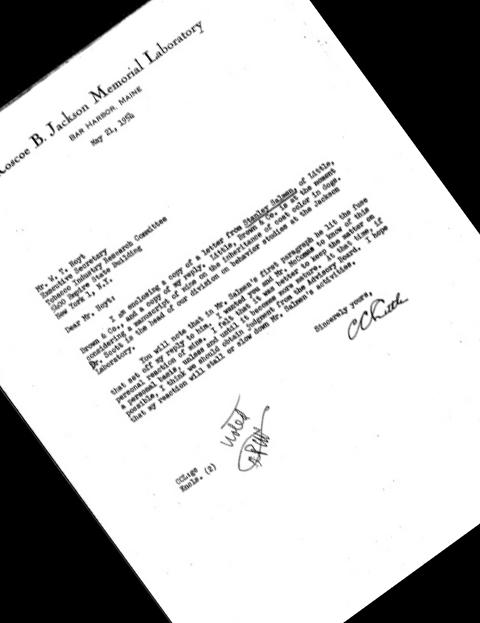 Roscoe B. Jackson Memorial Laboratory
BAR HARBOR, MAINE
May 21, 1954
Mr. W. T. Hoyt
Executive Secretary
Tobacco Industry Research Committee
5400 Empire State Building
New York 1, N.Y.
Dear Mr. Hoyt:
I am enclosing a copy of a letter from Stanley Salmen, of Little,
Brown & Co., and a copy of my reply. Little, Brown & Co. is at the moment
considering a manuscript of mine on the inheritance of coat color in dogs.
Dr. Scott is the head of our division on behavior studies at the Jackson
Laboratory.
You will note that in Mr. Salmen's first paragraph he lit the fuse
that set off my reply to him. I wanted you and Mr. McComas to know of this
personal reaction of mine. I felt that it was better to keep the matter on
a personal basis, unless and until it becomes more mature. At that time, if
possible, I think we should obtain judgment from the Advisory Board. I hope
that my reaction will stall or slow down Mr. Salmen's activities.
Sincerely yours,
CCLittle
Noted
CCL:gc
Encls. (2)